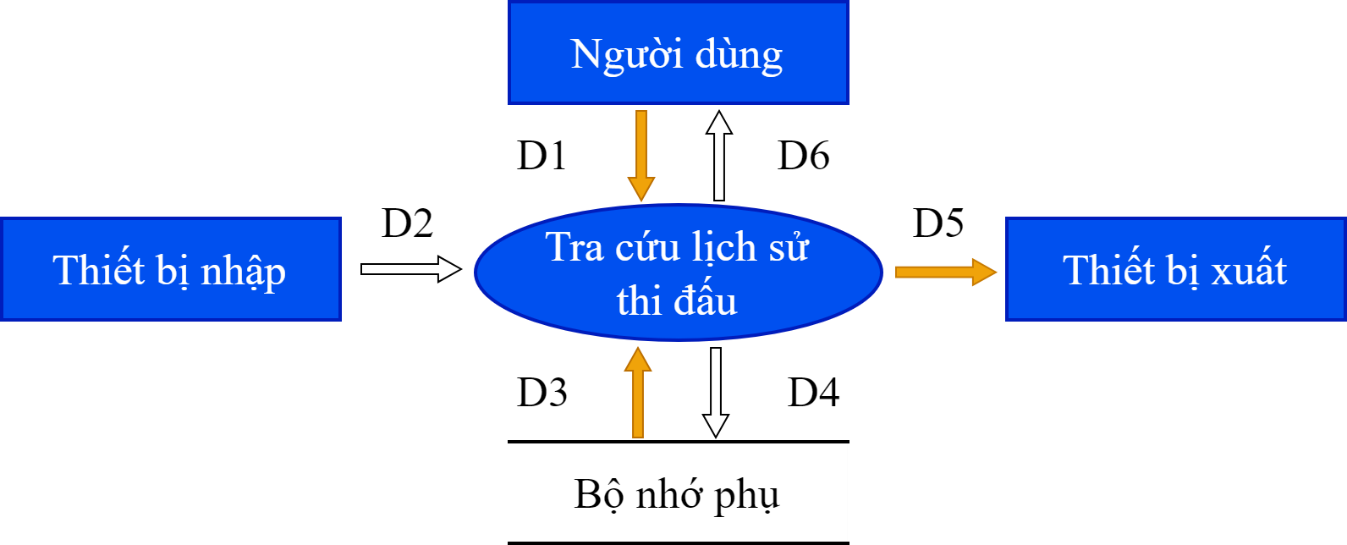 Người dùng
D1
D6
D2
D5
Thiết bị nhập
Tra cứu lịch sử
thi đấu
Thiết bị xuất
D3
D4
Bộ nhớ phụ